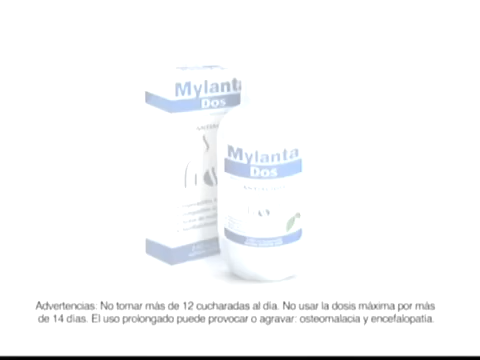 Mylanta
Dos
Mylanta
Dos
Advertencias: No tomar más de 12 cucharadas al día. No usar la dosis máxima por más
de 14 días. El uso prolongado puede provocar o agravar: osteomalacia y encefalopatía.